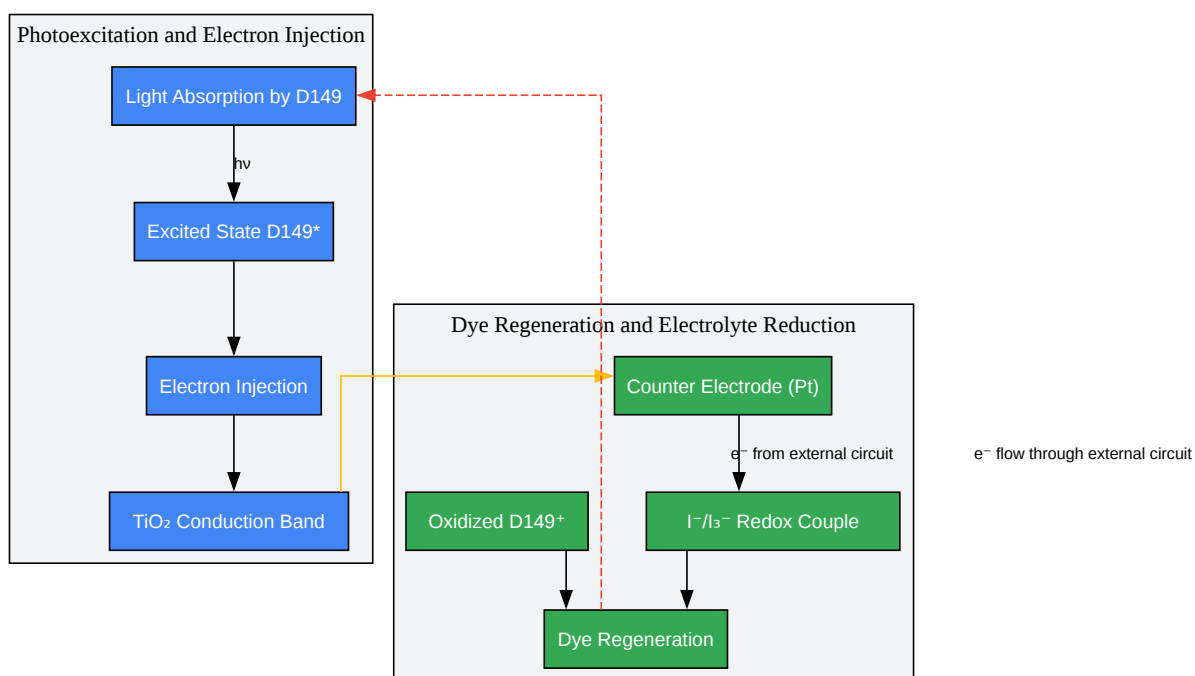 Photoexcitation and Electron Injection
Light Absorption by D149
hν
Excited State D149*
Electron Injection
TiO₂ Conduction Band
Dye Regeneration and Electrolyte Reduction
Counter Electrode (Pt)
e⁻ from external circuit
e⁻ flow through external circuit
Oxidized D149⁺
I⁻/I₃⁻ Redox Couple
Dye Regeneration